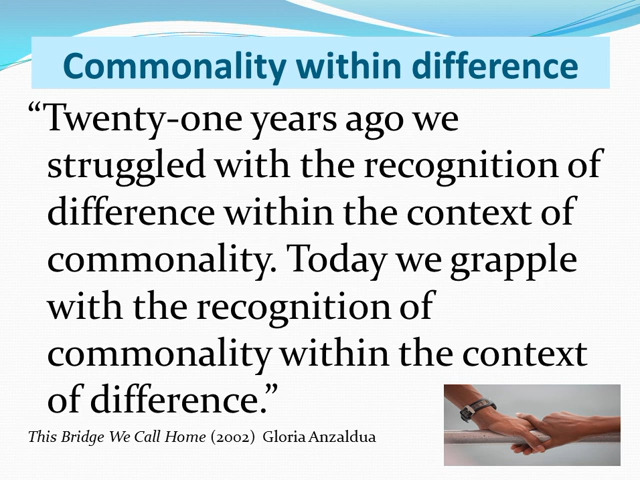 Commonality within difference
“Twenty-one years ago we
struggled with the recognition of
difference within the context of
commonality. Today we grapple
with the recognition of
commonality within the context
of difference.”
This Bridge We Call Home (2002) Gloria Anzaldua